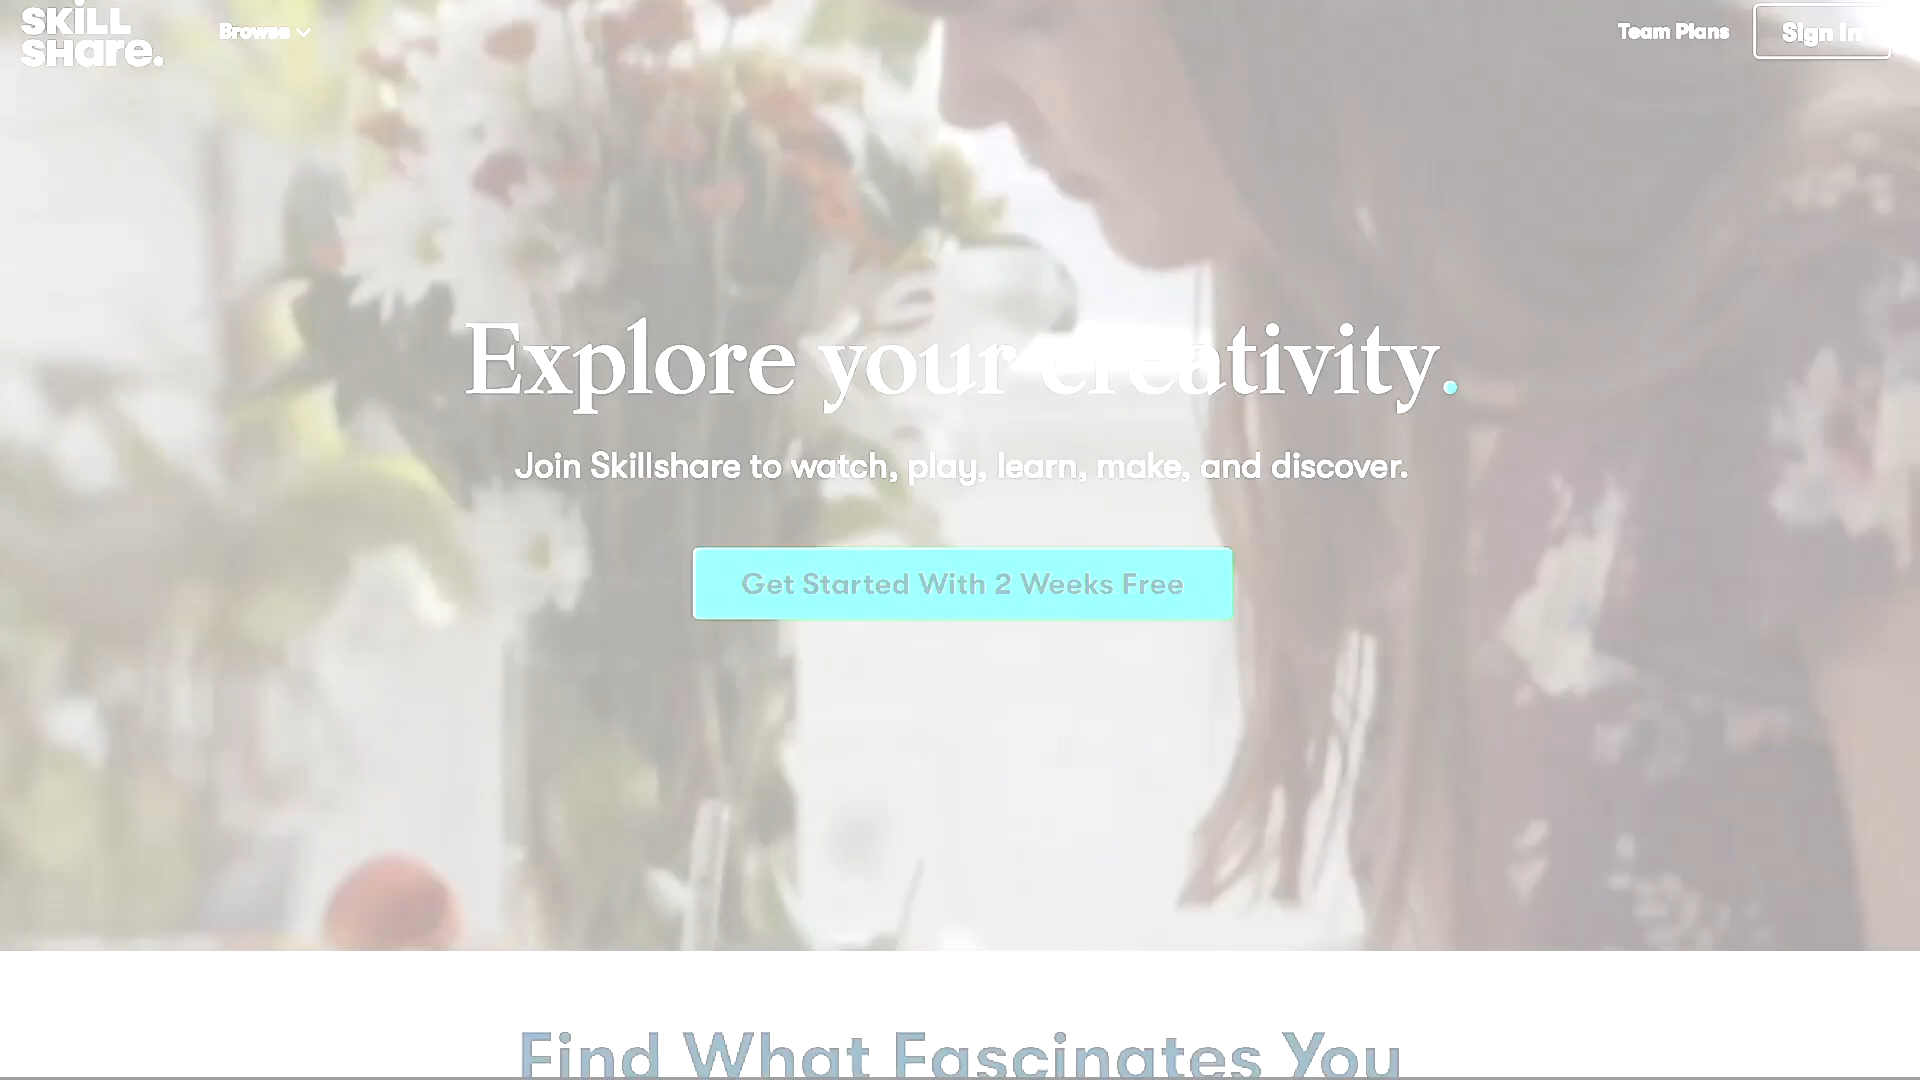 SKILL
SHare.
Browse
Team Plans
Sign In
Explore your creativity.
Join Skillshare to watch, play, learn, make, and discover.
Get Started With 2 Weeks Free
Find What Fascinates You